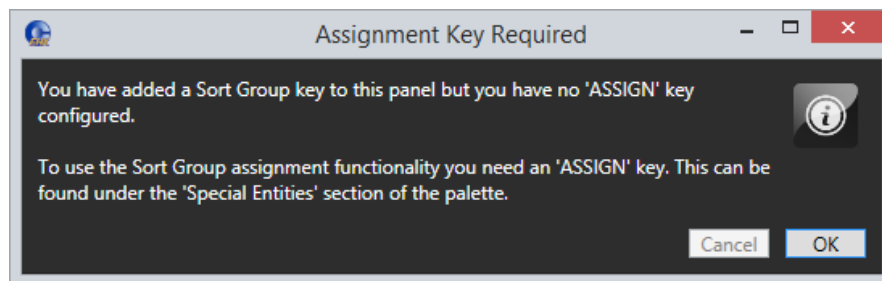 Assignment Key Required
You have added a Sort Group key to this panel but you have no 'ASSIGN' key
configured.
To use the Sort Group assignment functionality you need an 'ASSIGN' key. This can be
found under the 'Special Entities' section of the palette.
Cancel OK